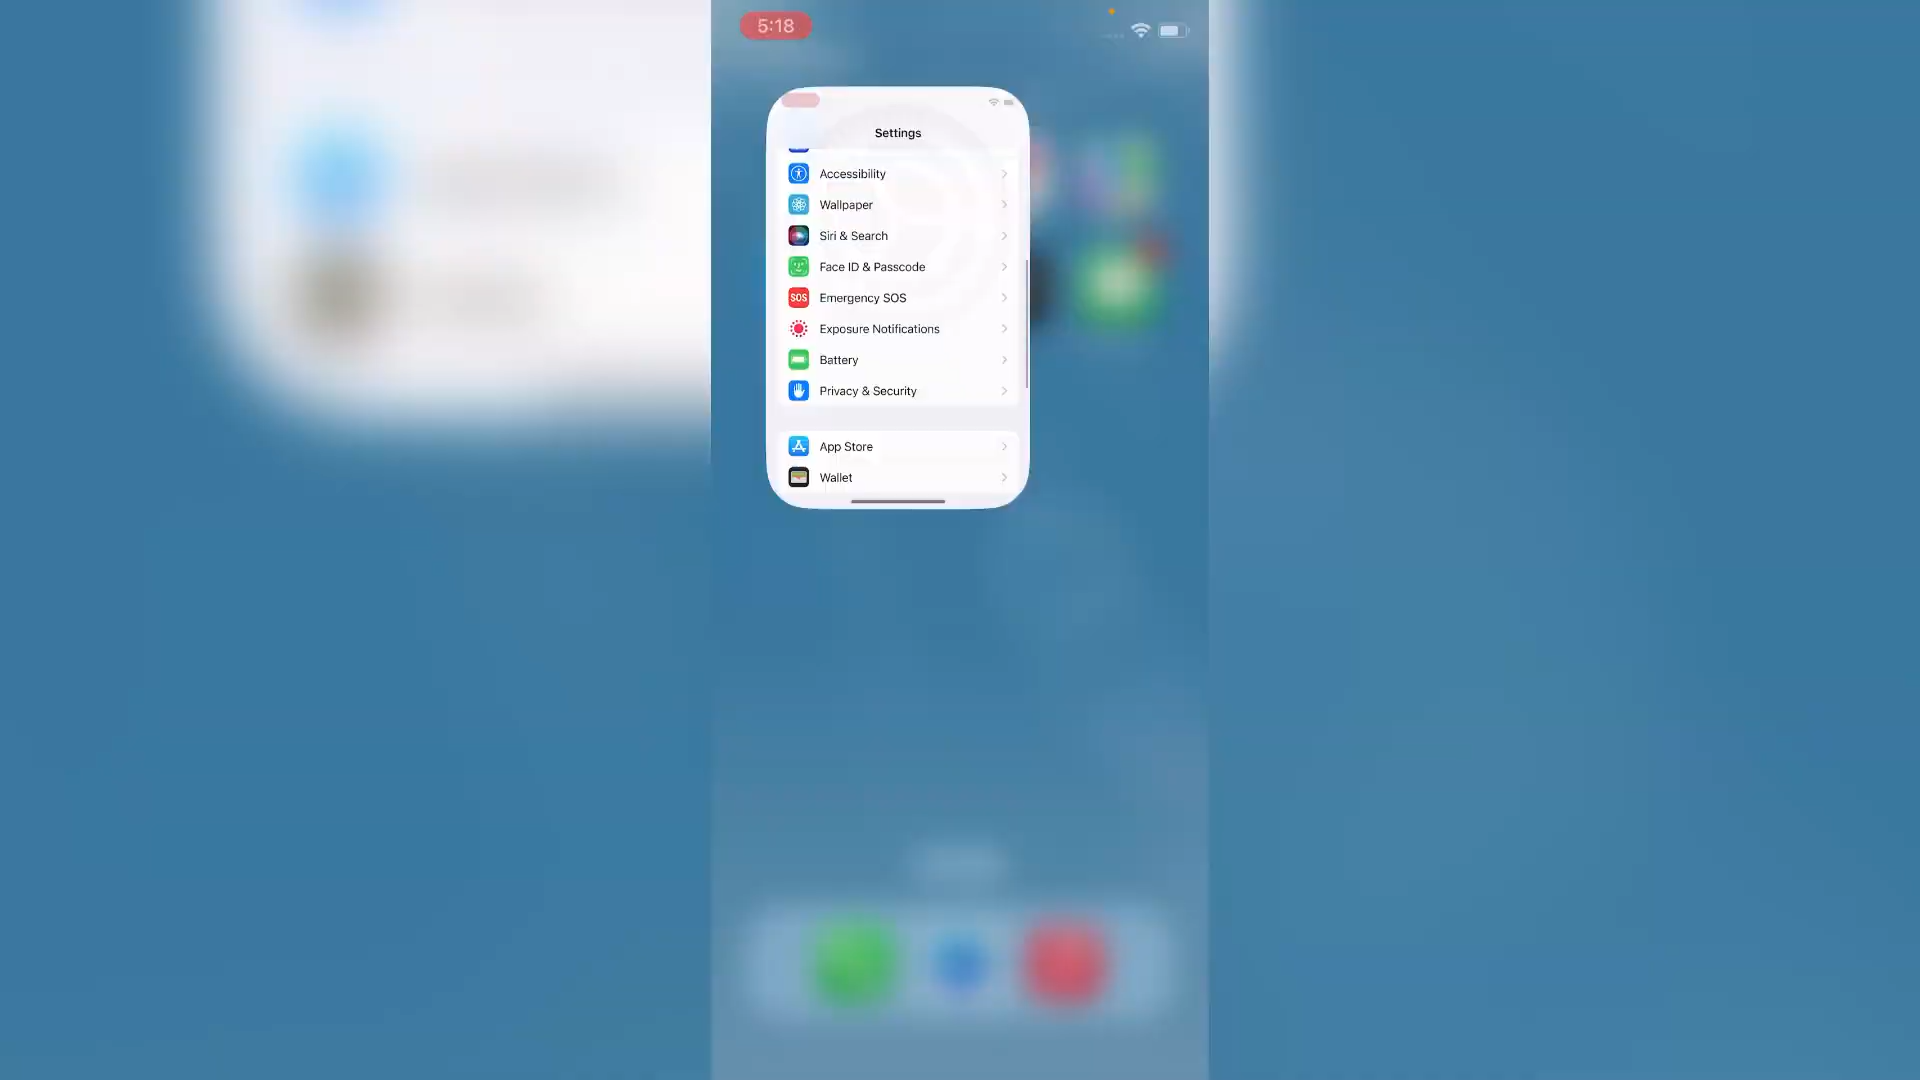 5:18
Settings
Accessibility
Wallpaper
Siri & Search
Face ID & Passcode
SOS Emergency SOS
Exposure Notifications
Battery
Privacy & Security
App Store
Wallet